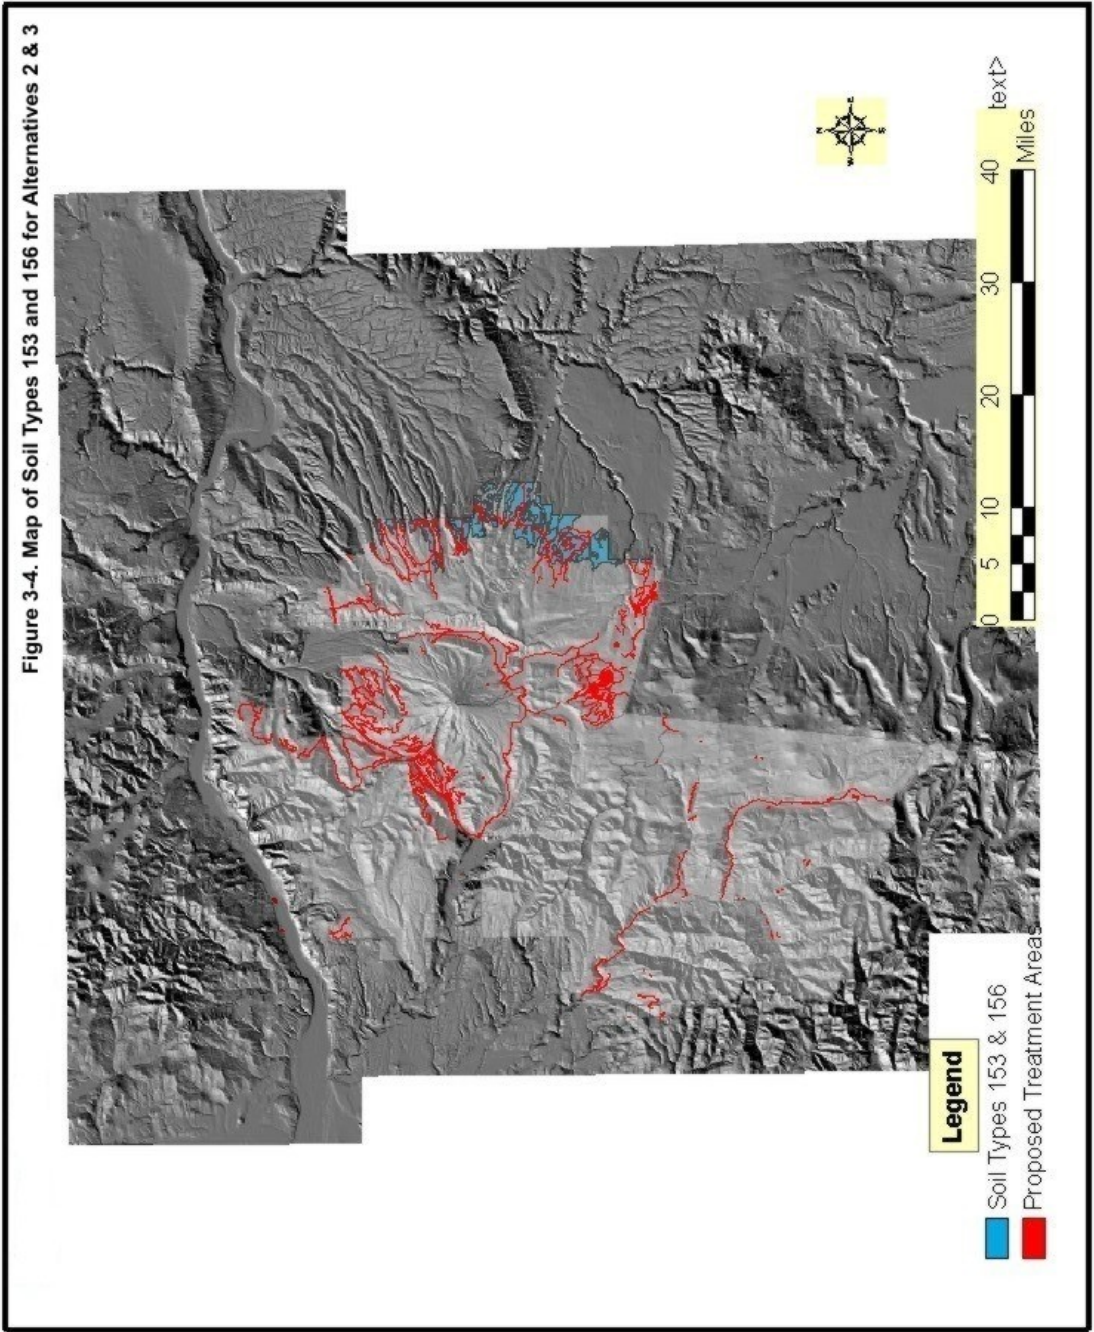 Figure 3-4. Map of Soil Types 153 and 156 for Alternatives 2 & 3
N
W E
S
Legend
Soil Types 153 & 156
Proposed Treatment Areas
0 5 10 20 30 40 text>
Miles